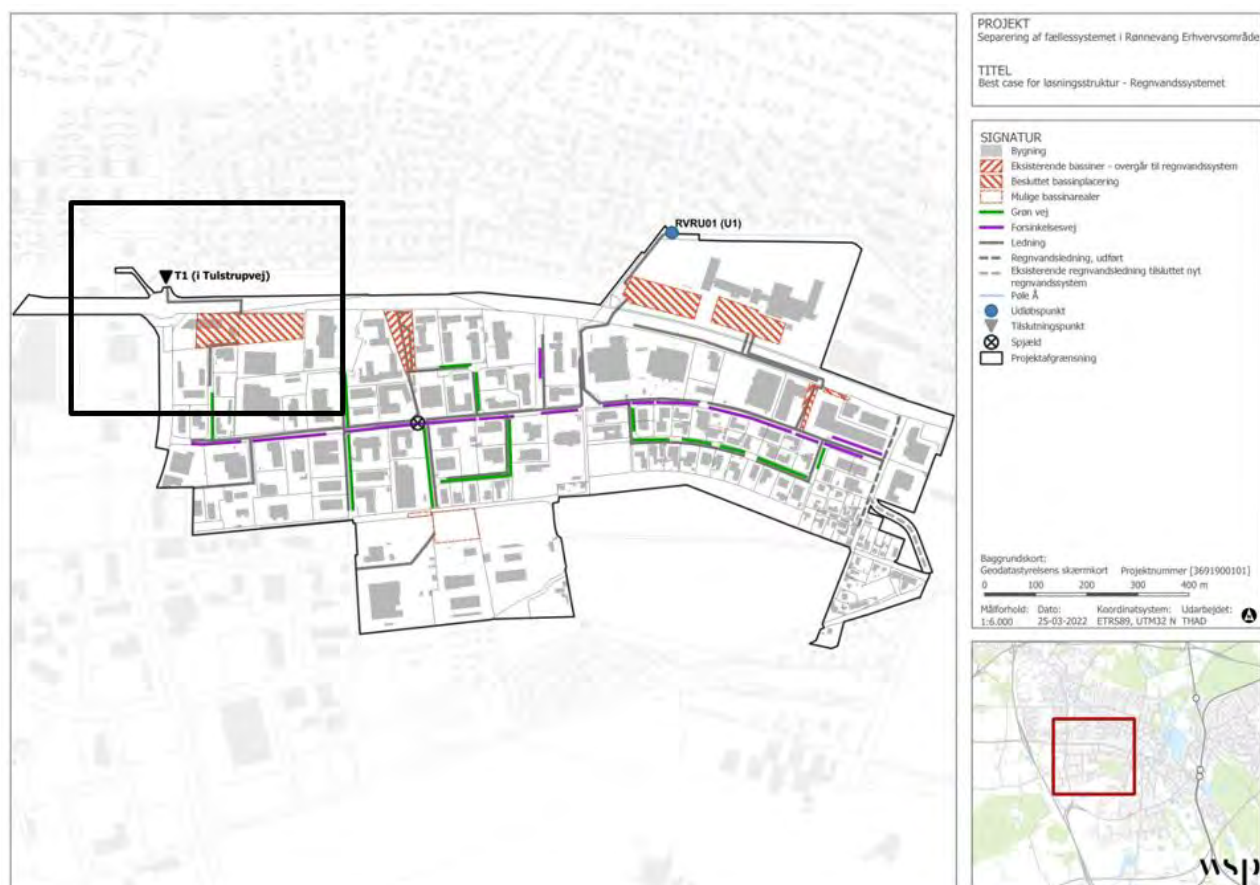 PROJEKT
Separering af fællessystemet i Rønnevang Erhvervsområde
TITEL
Best case for løsningsstruktur - Regnvandssystemet
SIGNATUR
Bygning
Eksisterende bassiner - overgår til regnvandssystem
Besluttet bassinplacering
Mulige bassinarealer
Grøn vej
Forsinkelsesvej
Ledning
Regnvandsledning, udført
Eksisterende regnvandsledning tilsluttet nyt
regnvandssystem
Pøle Å
Udløbspunkt
Tilslutningspunkt
Spjæld
Projektafgrænsning
RVRU01 (U1)
T1 (i Tulstrupvej)
Baggrundskort:
Geodatastyrelsens skærmkort Projektnummer [3691900101]
0 100 200 300 400 m
Målforhold: Dato: Koordinatsystem: Udarbejdet:
1:6.000 25-03-2022 ETRS89, UTM32 N THAD
wsp